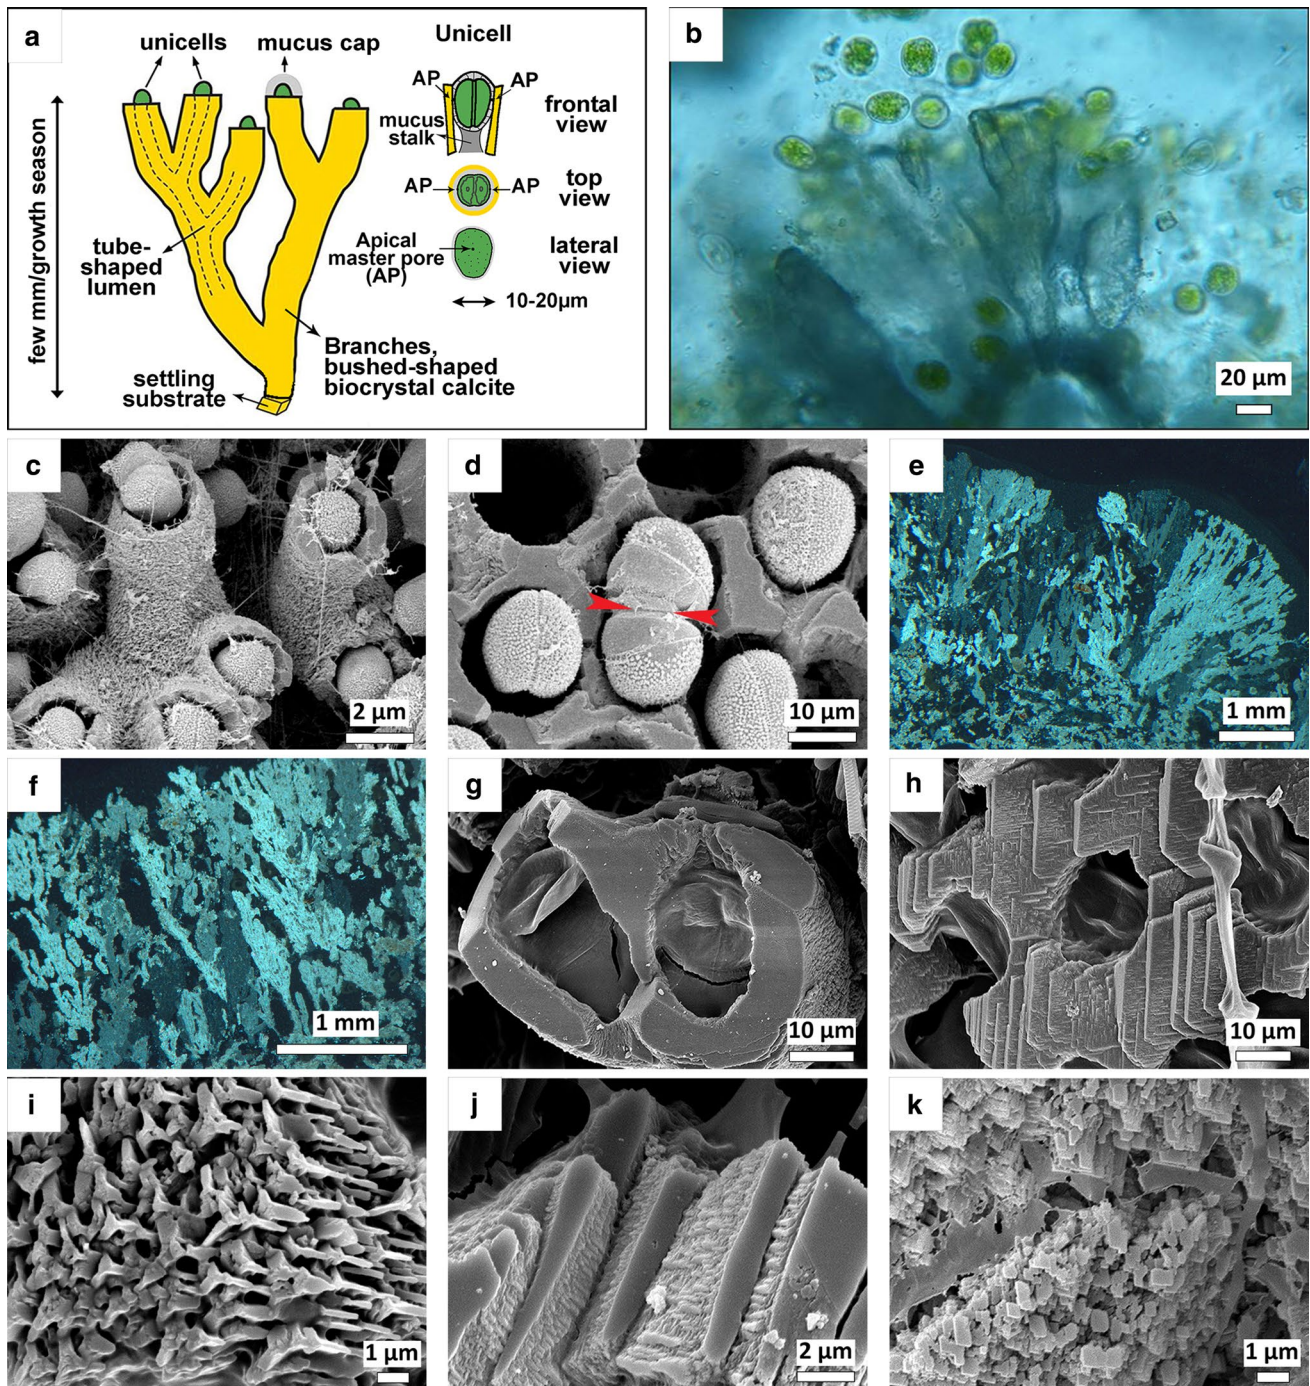 a
unicells
mucus cap
Unicell
AP
AP
frontal
view
mucus
stalk
AP
AP
top
view
Apical
master pore
(AP)
lateral
view
10-20µm
few mm/growth season
tube-
shaped
lumen
Branches,
bushed-shaped
biocrystal calcite
settling
substrate
b
20 µm
c
2 µm
d
10 µm
e
1 mm
f
1 mm
g
10 µm
h
10 µm
i
1 µm
j
2 µm
k
1 µm